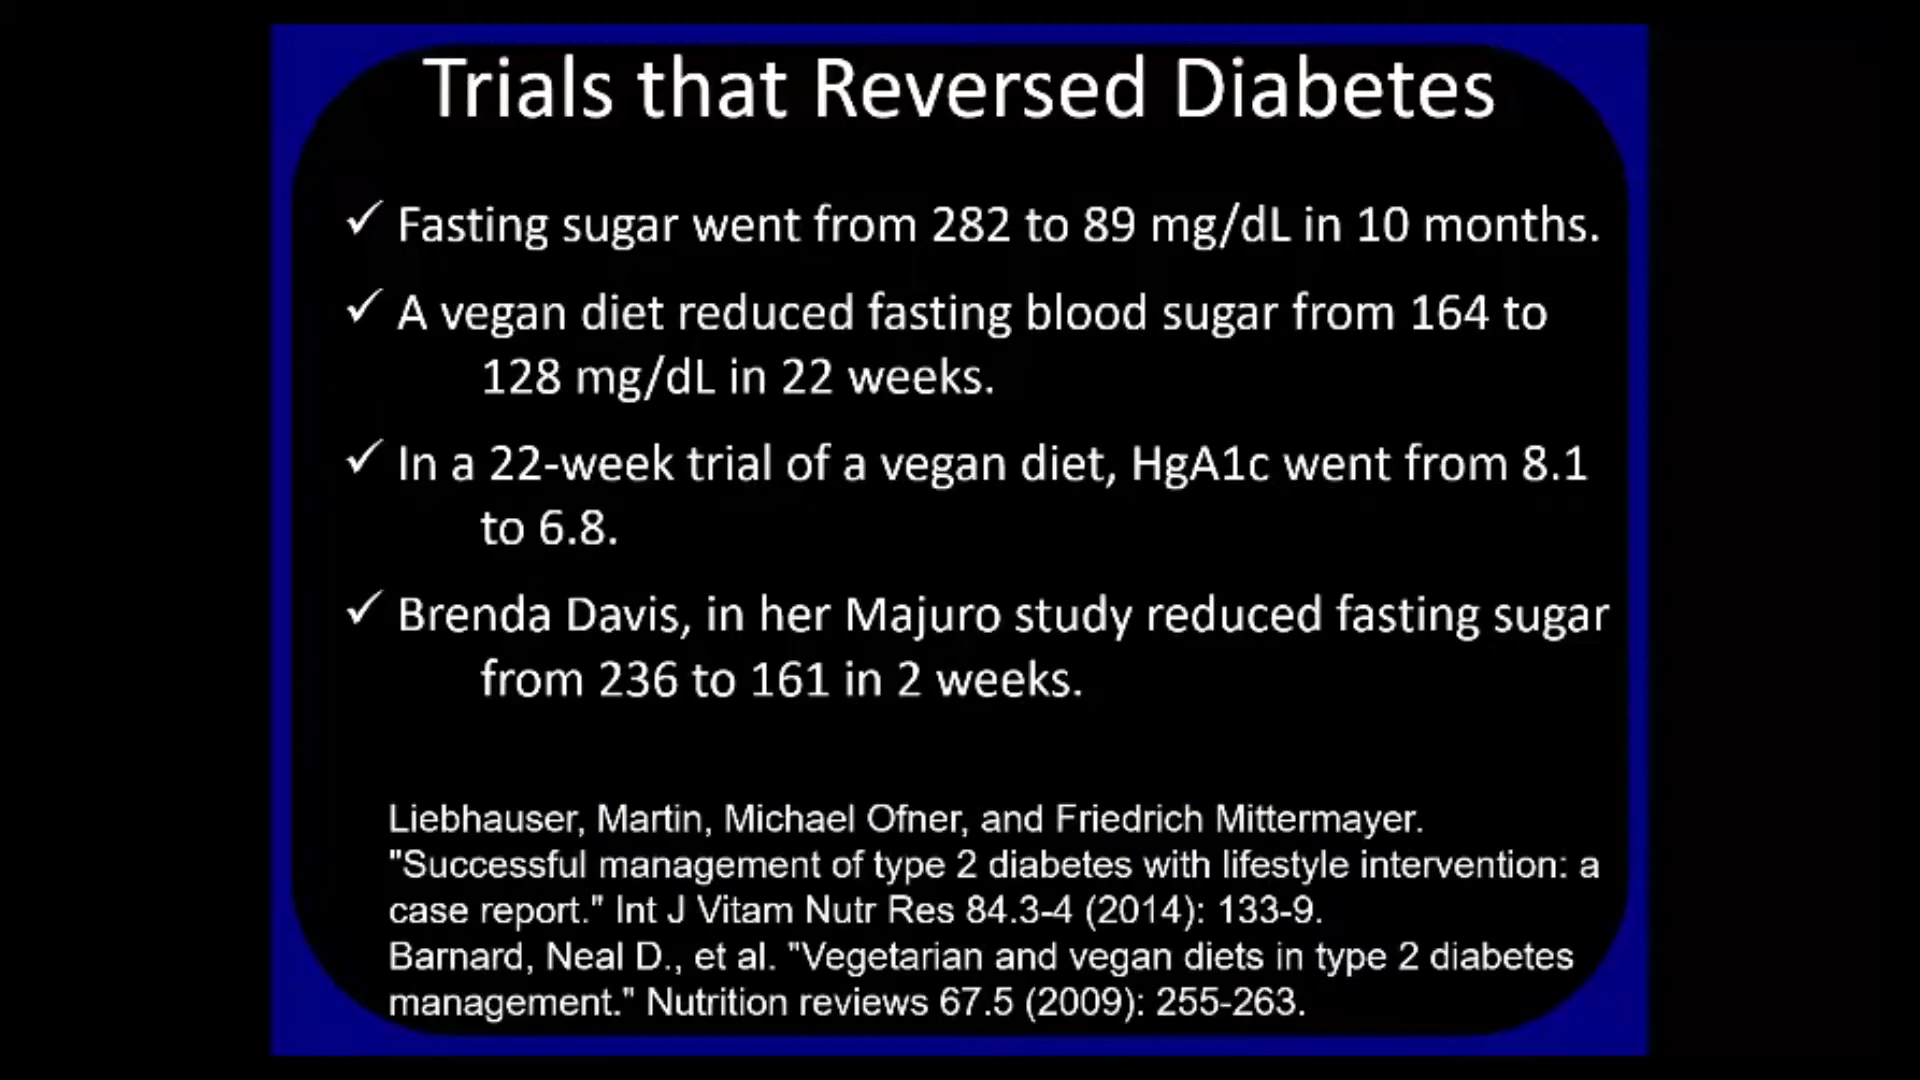 Trials that Reversed Diabetes
✓ Fasting sugar went from 282 to 89 mg/dL in 10 months.
✓ A vegan diet reduced fasting blood sugar from 164 to
128 mg/dL in 22 weeks.
✓ In a 22-week trial of a vegan diet, HgA1c went from 8.1
to 6.8.
✓ Brenda Davis, in her Majuro study reduced fasting sugar
from 236 to 161 in 2 weeks.
Liebhauser, Martin, Michael Ofner, and Friedrich Mittermayer.
"Successful management of type 2 diabetes with lifestyle intervention: a
case report." Int J Vitam Nutr Res 84.3-4 (2014): 133-9.
Barnard, Neal D., et al. "Vegetarian and vegan diets in type 2 diabetes
management." Nutrition reviews 67.5 (2009): 255-263.